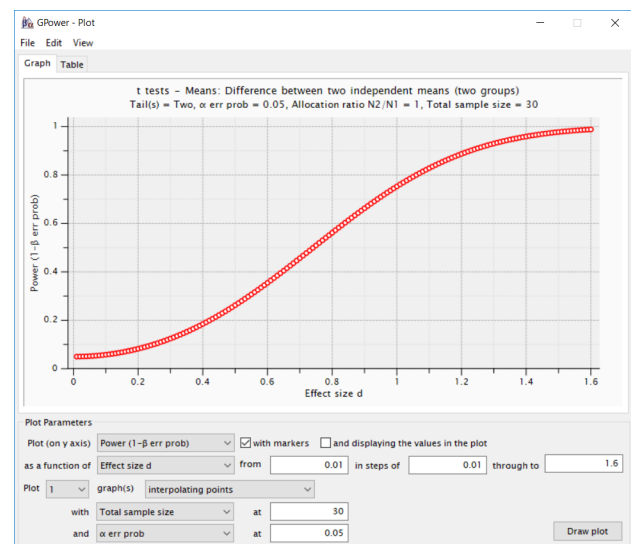 GPower - Plot
File Edit View
Graph Table
t tests – Means: Difference between two independent means (two groups)
Tail(s) = Two, α err prob = 0.05, Allocation ratio N2/N1 = 1, Total sample size = 30
Power (1-β err prob)
1
0.8
0.6
0.4
0.2
0
0 0.2 0.4 0.6 0.8 1 1.2 1.4 1.6
Effect size d
Plot Parameters
Plot (on y axis) Power (1-β err prob) with markers and displaying the values in the plot
as a function of Effect size d from 0.01 in steps of 0.01 through to 1.6
Plot 1 graph(s) interpolating points
with Total sample size at 30
and α err prob at 0.05 Draw plot